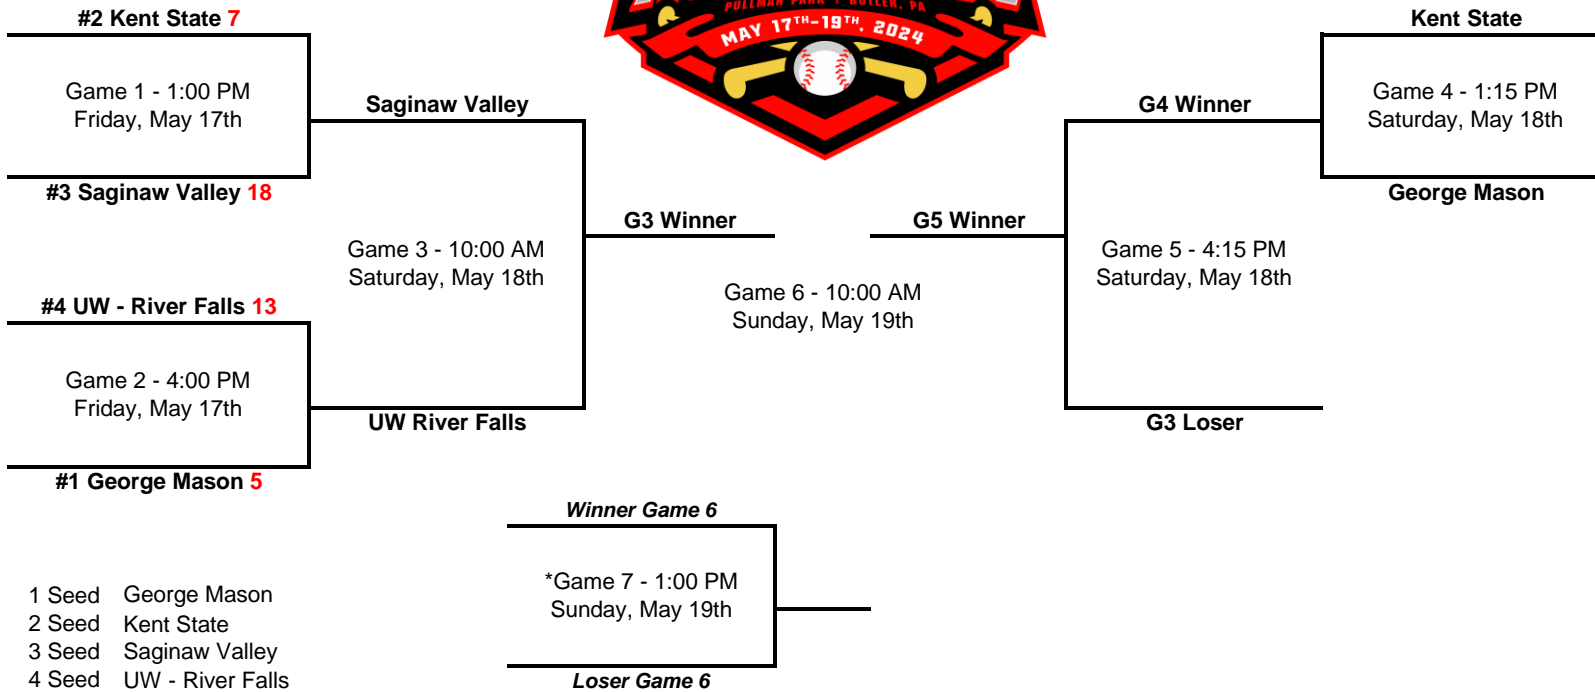 PULLMAN PARK | BUTLER, PA
MAY 17TH-19TH, 2024
#2 Kent State 7
Game 1 - 1:00 PM
Friday, May 17th
#3 Saginaw Valley 18
Saginaw Valley
Game 3 - 10:00 AM
Saturday, May 18th
#4 UW - River Falls 13
Game 2 - 4:00 PM
Friday, May 17th
#1 George Mason 5
UW River Falls
G3 Winner
Game 6 - 10:00 AM
Sunday, May 19th
G5 Winner
Kent State
Game 4 - 1:15 PM
Saturday, May 18th
George Mason
G4 Winner
Game 5 - 4:15 PM
Saturday, May 18th
G3 Loser
Winner Game 6
*Game 7 - 1:00 PM
Sunday, May 19th
Loser Game 6
1 Seed George Mason
2 Seed Kent State
3 Seed Saginaw Valley
4 Seed UW - River Falls